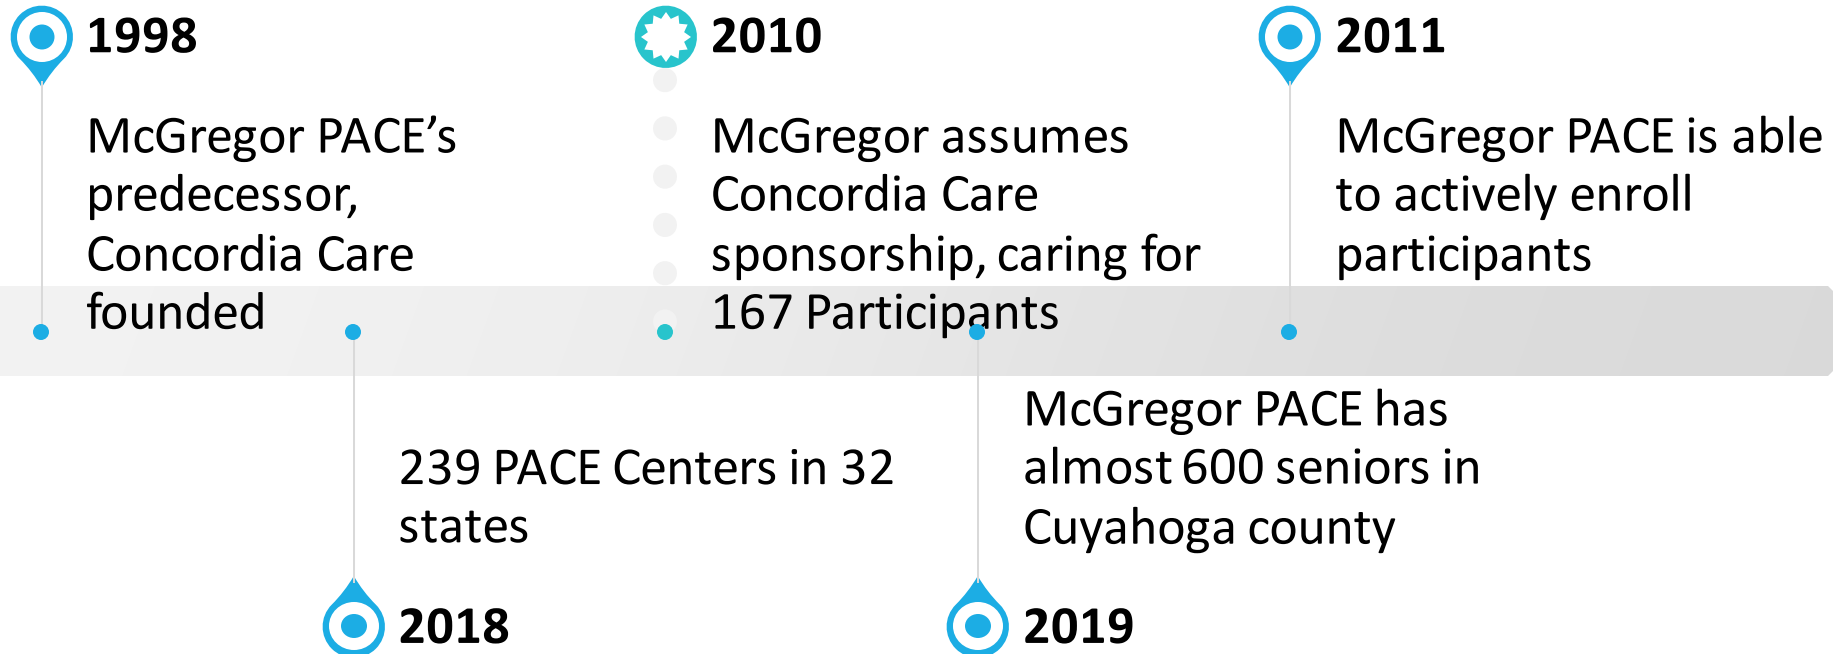 1998
McGregor PACE’s
predecessor,
Concordia Care
founded
2010
McGregor assumes
Concordia Care
sponsorship, caring for
167 Participants
2011
McGregor PACE is able
to actively enroll
participants
239 PACE Centers in 32
states
2018
McGregor PACE has
almost 600 seniors in
Cuyahoga county
2019